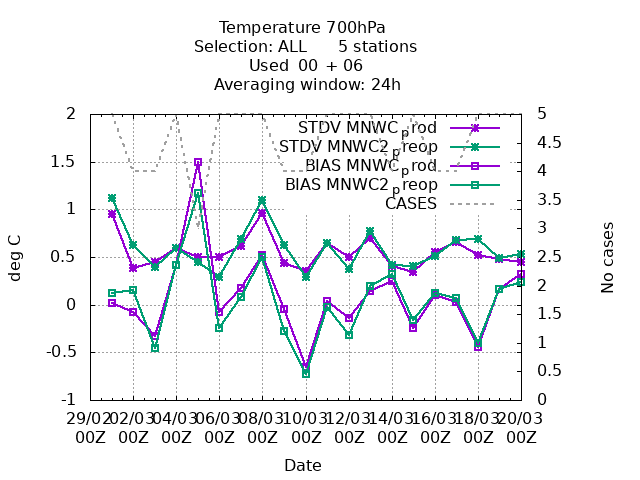 Temperature 700hPa
Selection: ALL 5 stations
Used 00 + 06
Averaging window: 24h
STDV MNWC_prod
STDV MNWC2_preop
BIAS MNWC_prod
BIAS MNWC2_preop
CASES
deg C
2
1.5
1
0.5
0
-0.5
-1
No cases
5
4.5
4
3.5
3
2.5
2
1.5
1
0.5
0
29/02 02/03 04/03 06/03 08/03 10/03 12/03 14/03 16/03 18/03 20/03
00Z 00Z 00Z 00Z 00Z 00Z 00Z 00Z 00Z 00Z 00Z
Date